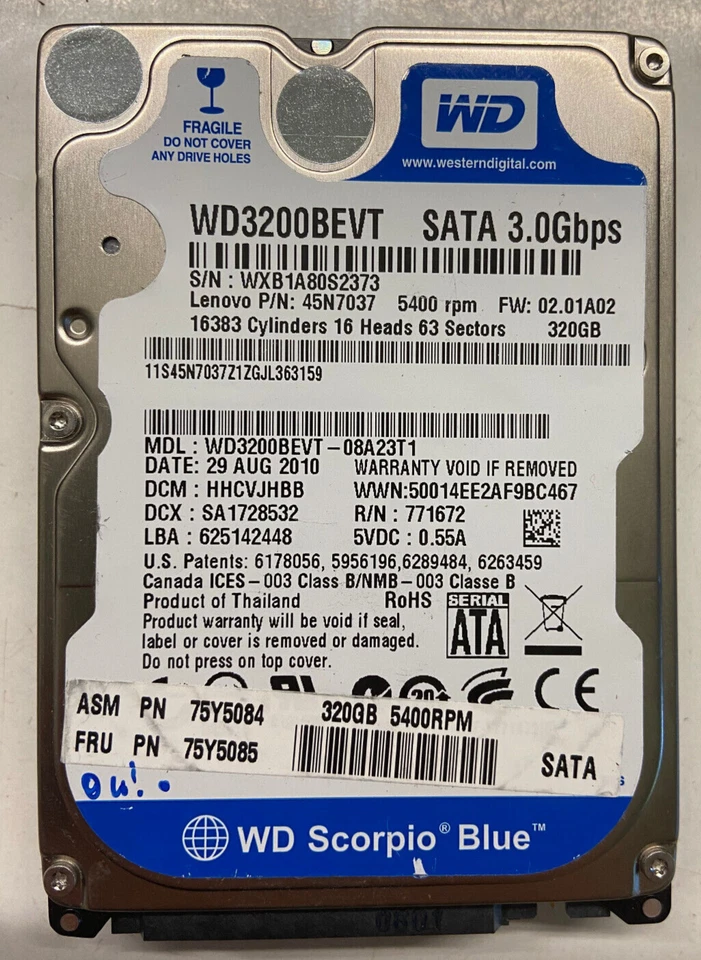 FRAGILE
DO NOT COVER
ANY DRIVE HOLES
WD
www.westerndigital.com
WD3200BEVT SATA 3.0Gbps
S/N : WXB1A80S2373
Lenovo P/N: 45N7037 5400 rpm FW: 02.01A02
16383 Cylinders 16 Heads 63 Sectors 320GB
11S45N7037Z1ZGJL363159
MDL : WD3200BEVT-08A23T1
DATE: 29 AUG 2010 WARRANTY VOID IF REMOVED
DCM : HHCVJHBB WWN:50014EE2AF9BC467
DCX : SA1728532 R/N : 771672
LBA : 625142448 5VDC : 0.55A
U.S. Patents: 6178056, 5956196,6289484, 6263459
Canada ICES-003 Class B/NMB-003 Classe B
Product of Thailand RoHS
SERIAL
ATA
Product warranty will be void if seal,
label or cover is removed or damaged.
Do not press on top cover.
CE
ASM PN 75Y5084 320GB 5400RPM
FRU PN 75Y5085 SATA
WD Scorpio® Blue™